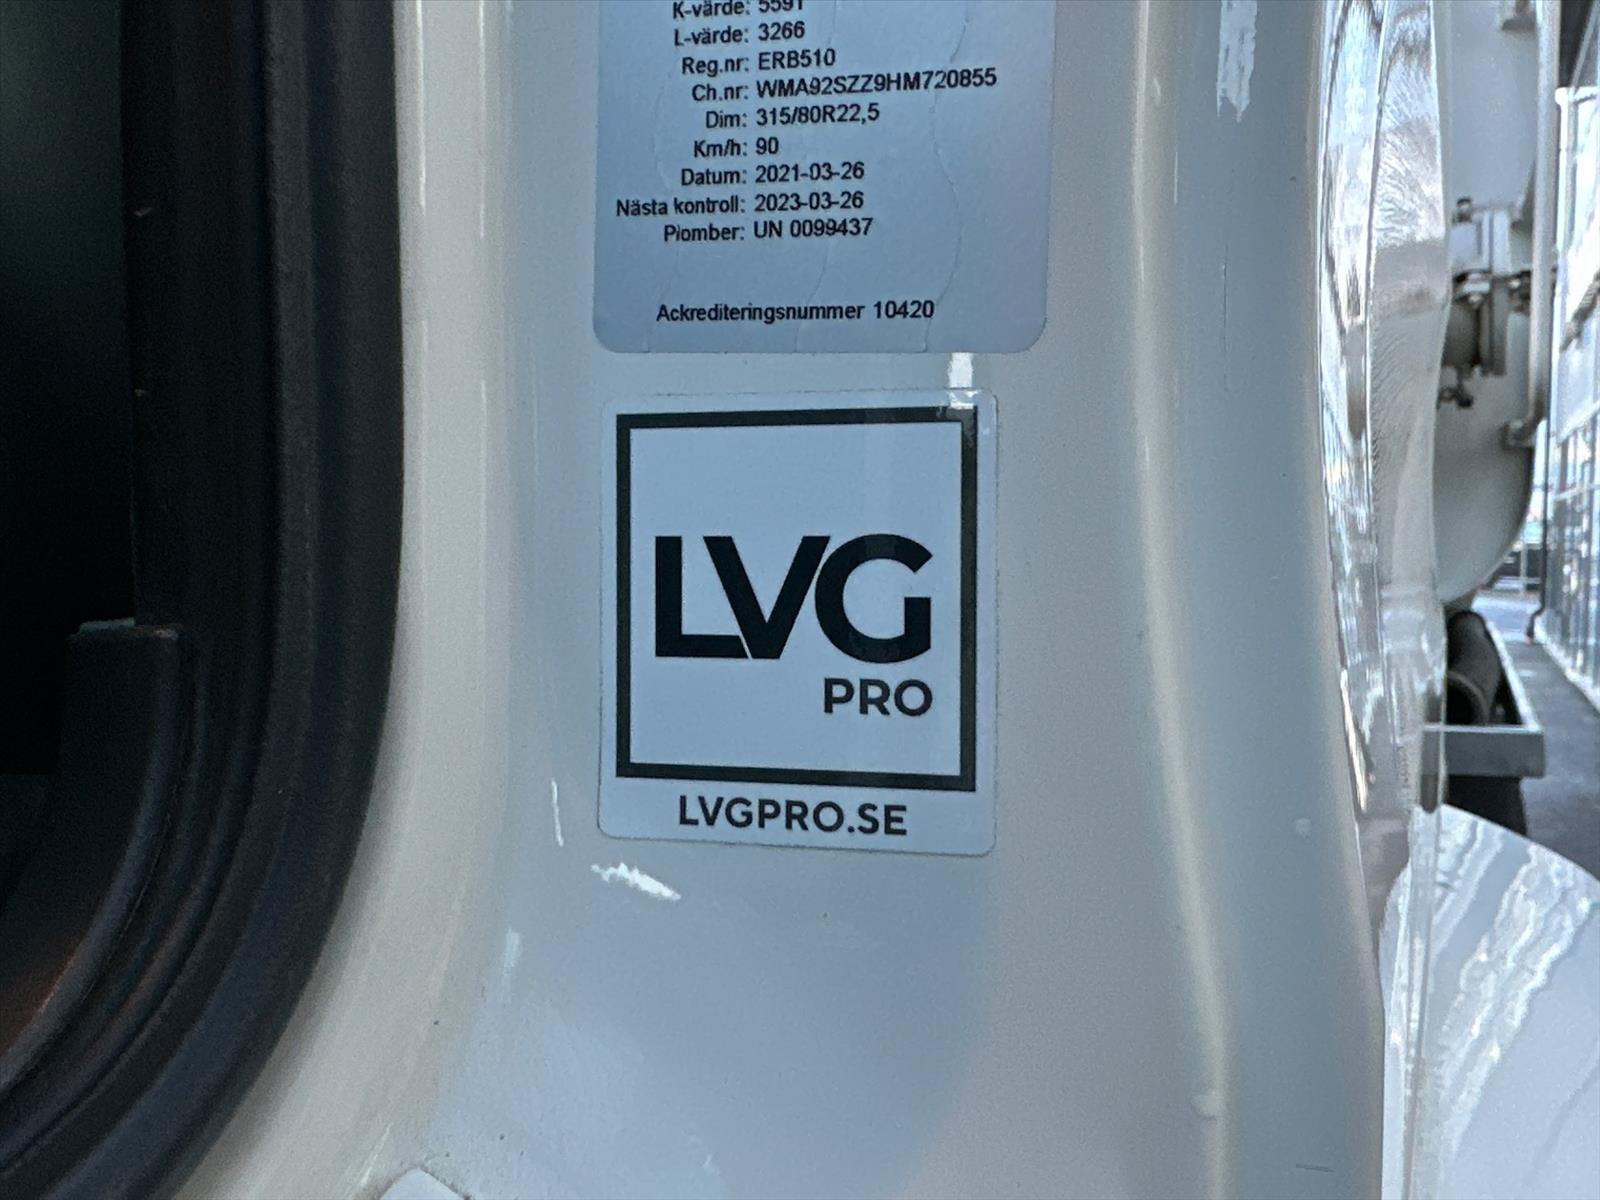 K-värde: 5591
L-värde: 3266
Reg.nr: ERB510
Ch.nr: WMA92SZZ9HM720855
Dim: 315/80R22,5
Km/h: 90
Datum: 2021-03-26
Nästa kontroll: 2023-03-26
Plomber: UN 0099437
Ackrediteringsnummer 10420
LVG
PRO
LVGPRO.SE